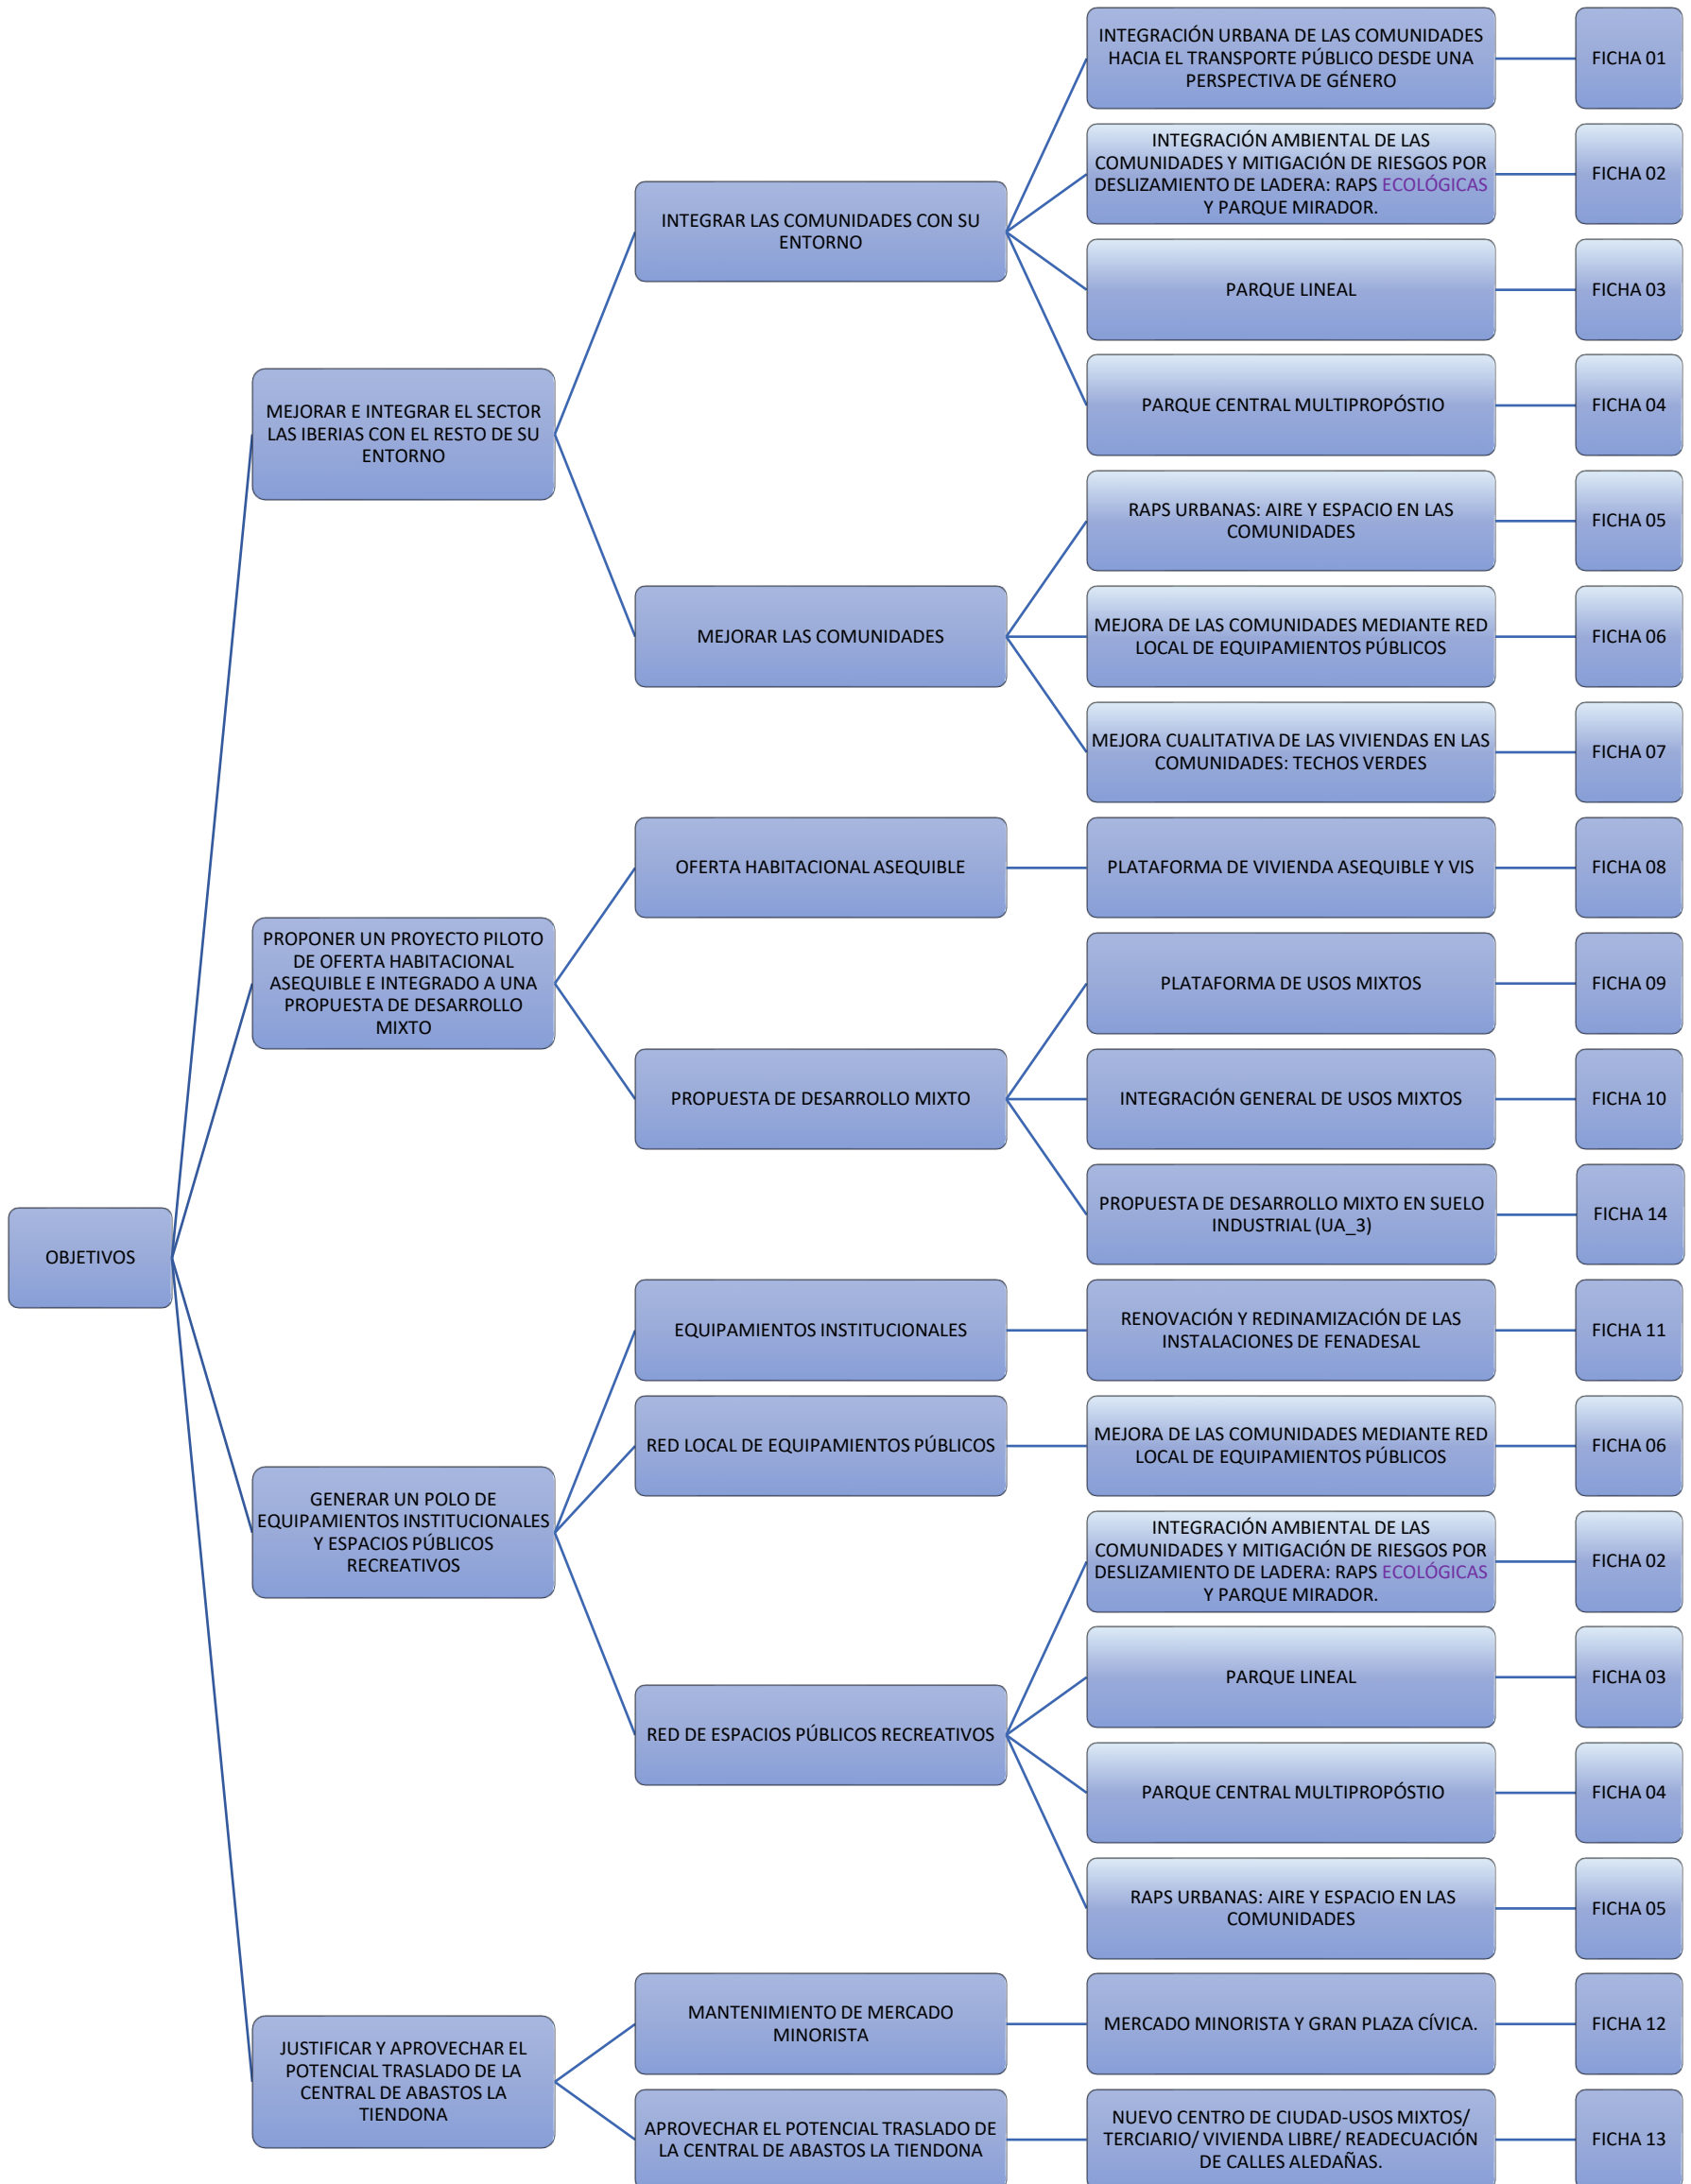 OBJETIVOS
MEJORAR E INTEGRAR EL SECTOR
LAS IBERIAS CON EL RESTO DE SU
ENTORNO
INTEGRAR LAS COMUNIDADES CON SU
ENTORNO
INTEGRACIÓN URBANA DE LAS COMUNIDADES
HACIA EL TRANSPORTE PÚBLICO DESDE UNA
PERSPECTIVA DE GÉNERO
FICHA 01
INTEGRACIÓN AMBIENTAL DE LAS
COMUNIDADES Y MITIGACIÓN DE RIESGOS POR
DESLIZAMIENTO DE LADERA: RAPS ECOLÓGICAS
Y PARQUE MIRADOR.
FICHA 02
PARQUE LINEAL
FICHA 03
PARQUE CENTRAL MULTIPROPÓSTIO
FICHA 04
MEJORAR LAS COMUNIDADES
RAPS URBANAS: AIRE Y ESPACIO EN LAS
COMUNIDADES
FICHA 05
MEJORA DE LAS COMUNIDADES MEDIANTE RED
LOCAL DE EQUIPAMIENTOS PÚBLICOS
FICHA 06
MEJORA CUALITATIVA DE LAS VIVIENDAS EN LAS
COMUNIDADES: TECHOS VERDES
FICHA 07
PROPONER UN PROYECTO PILOTO
DE OFERTA HABITACIONAL
ASEQUIBLE E INTEGRADO A UNA
PROPUESTA DE DESARROLLO
MIXTO
OFERTA HABITACIONAL ASEQUIBLE
PLATAFORMA DE VIVIENDA ASEQUIBLE Y VIS
FICHA 08
PROPUESTA DE DESARROLLO MIXTO
PLATAFORMA DE USOS MIXTOS
FICHA 09
INTEGRACIÓN GENERAL DE USOS MIXTOS
FICHA 10
PROPUESTA DE DESARROLLO MIXTO EN SUELO
INDUSTRIAL (UA_3)
FICHA 14
GENERAR UN POLO DE
EQUIPAMIENTOS INSTITUCIONALES
Y ESPACIOS PÚBLICOS
RECREATIVOS
EQUIPAMIENTOS INSTITUCIONALES
RENOVACIÓN Y REDINAMIZACIÓN DE LAS
INSTALACIONES DE FENADESAL
FICHA 11
RED LOCAL DE EQUIPAMIENTOS PÚBLICOS
MEJORA DE LAS COMUNIDADES MEDIANTE RED
LOCAL DE EQUIPAMIENTOS PÚBLICOS
FICHA 06
RED DE ESPACIOS PÚBLICOS RECREATIVOS
INTEGRACIÓN AMBIENTAL DE LAS
COMUNIDADES Y MITIGACIÓN DE RIESGOS POR
DESLIZAMIENTO DE LADERA: RAPS ECOLÓGICAS
Y PARQUE MIRADOR.
FICHA 02
PARQUE LINEAL
FICHA 03
PARQUE CENTRAL MULTIPROPÓSTIO
FICHA 04
RAPS URBANAS: AIRE Y ESPACIO EN LAS
COMUNIDADES
FICHA 05
JUSTIFICAR Y APROVECHAR EL
POTENCIAL TRASLADO DE LA
CENTRAL DE ABASTOS LA
TIENDONA
MANTENIMIENTO DE MERCADO
MINORISTA
MERCADO MINORISTA Y GRAN PLAZA CÍVICA.
FICHA 12
APROVECHAR EL POTENCIAL TRASLADO DE
LA CENTRAL DE ABASTOS LA TIENDONA
NUEVO CENTRO DE CIUDAD-USOS MIXTOS/
TERCIARIO/ VIVIENDA LIBRE/ READECUACIÓN
DE CALLES ALEDAÑAS.
FICHA 13